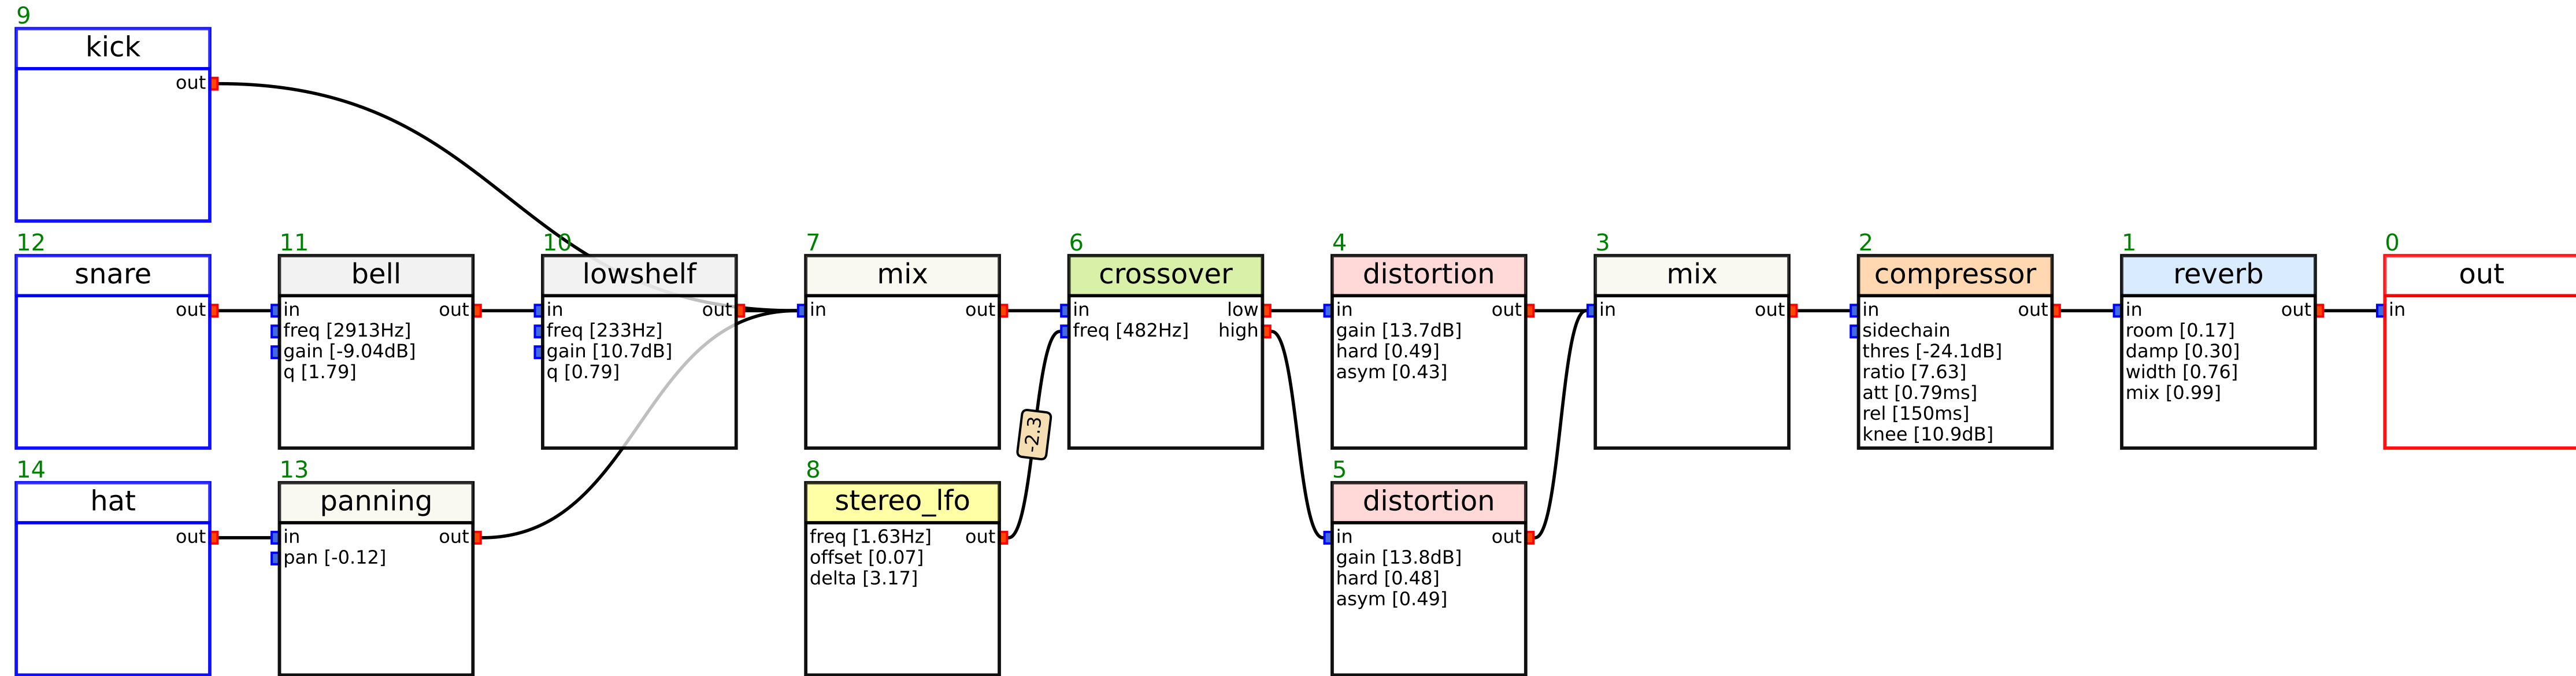 9
kick
out
12
snare
out
11
bell
in out
freq [2913Hz]
gain [-9.04dB]
q [1.79]
10
lowshelf
in out
freq [233Hz]
gain [10.7dB]
q [0.79]
7
mix
in out
6
crossover
in low
freq [482Hz] high
4
distortion
in out
gain [13.7dB]
hard [0.49]
asym [0.43]
3
mix
in out
2
compressor
in out
sidechain
thres [-24.1dB]
ratio [7.63]
att [0.79ms]
rel [150ms]
knee [10.9dB]
1
reverb
in out
room [0.17]
damp [0.30]
width [0.76]
mix [0.99]
0
out
in
14
hat
out
13
panning
in out
pan [-0.12]
8
stereo_lfo
freq [1.63Hz] out
offset [0.07]
delta [3.17]
-2.3
5
distortion
in out
gain [13.8dB]
hard [0.48]
asym [0.49]